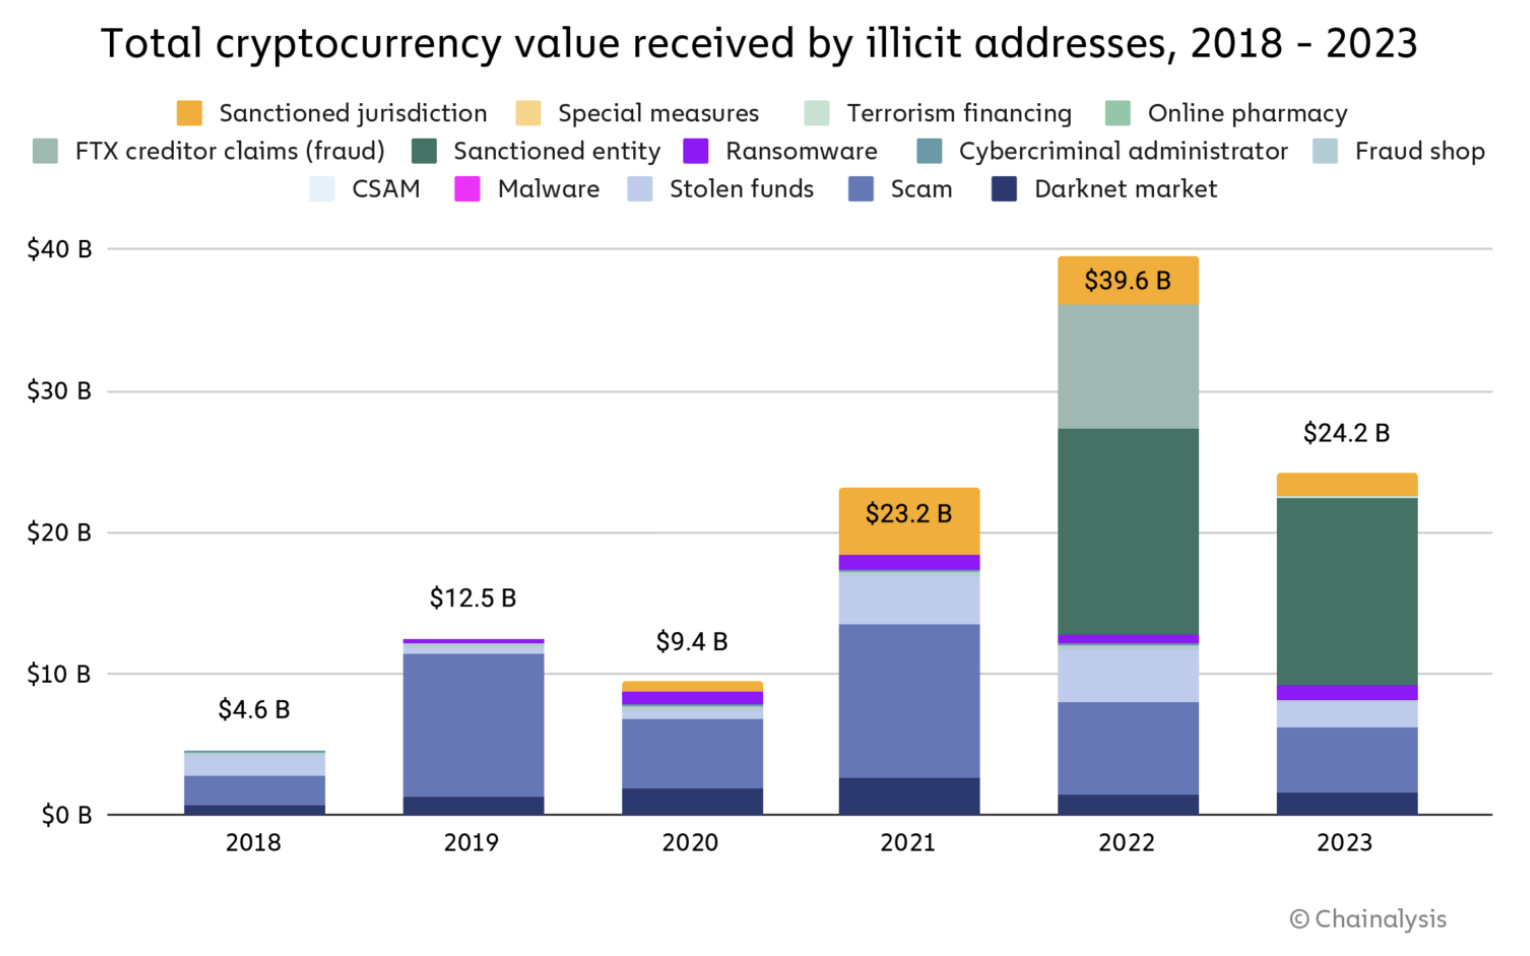 Total cryptocurrency value received by illicit addresses, 2018 - 2023
Sanctioned jurisdiction Special measures Terrorism financing Online pharmacy
FTX creditor claims (fraud) Sanctioned entity Ransomware Cybercriminal administrator Fraud shop
CSAM Malware Stolen funds Scam Darknet market
$40 B
$39.6 B
$30 B
$24.2 B
$20 B
$23.2 B
$12.5 B
$9.4 B
$10 B
$4.6 B
$0 B
2018 2019 2020 2021 2022 2023
© Chainalysis